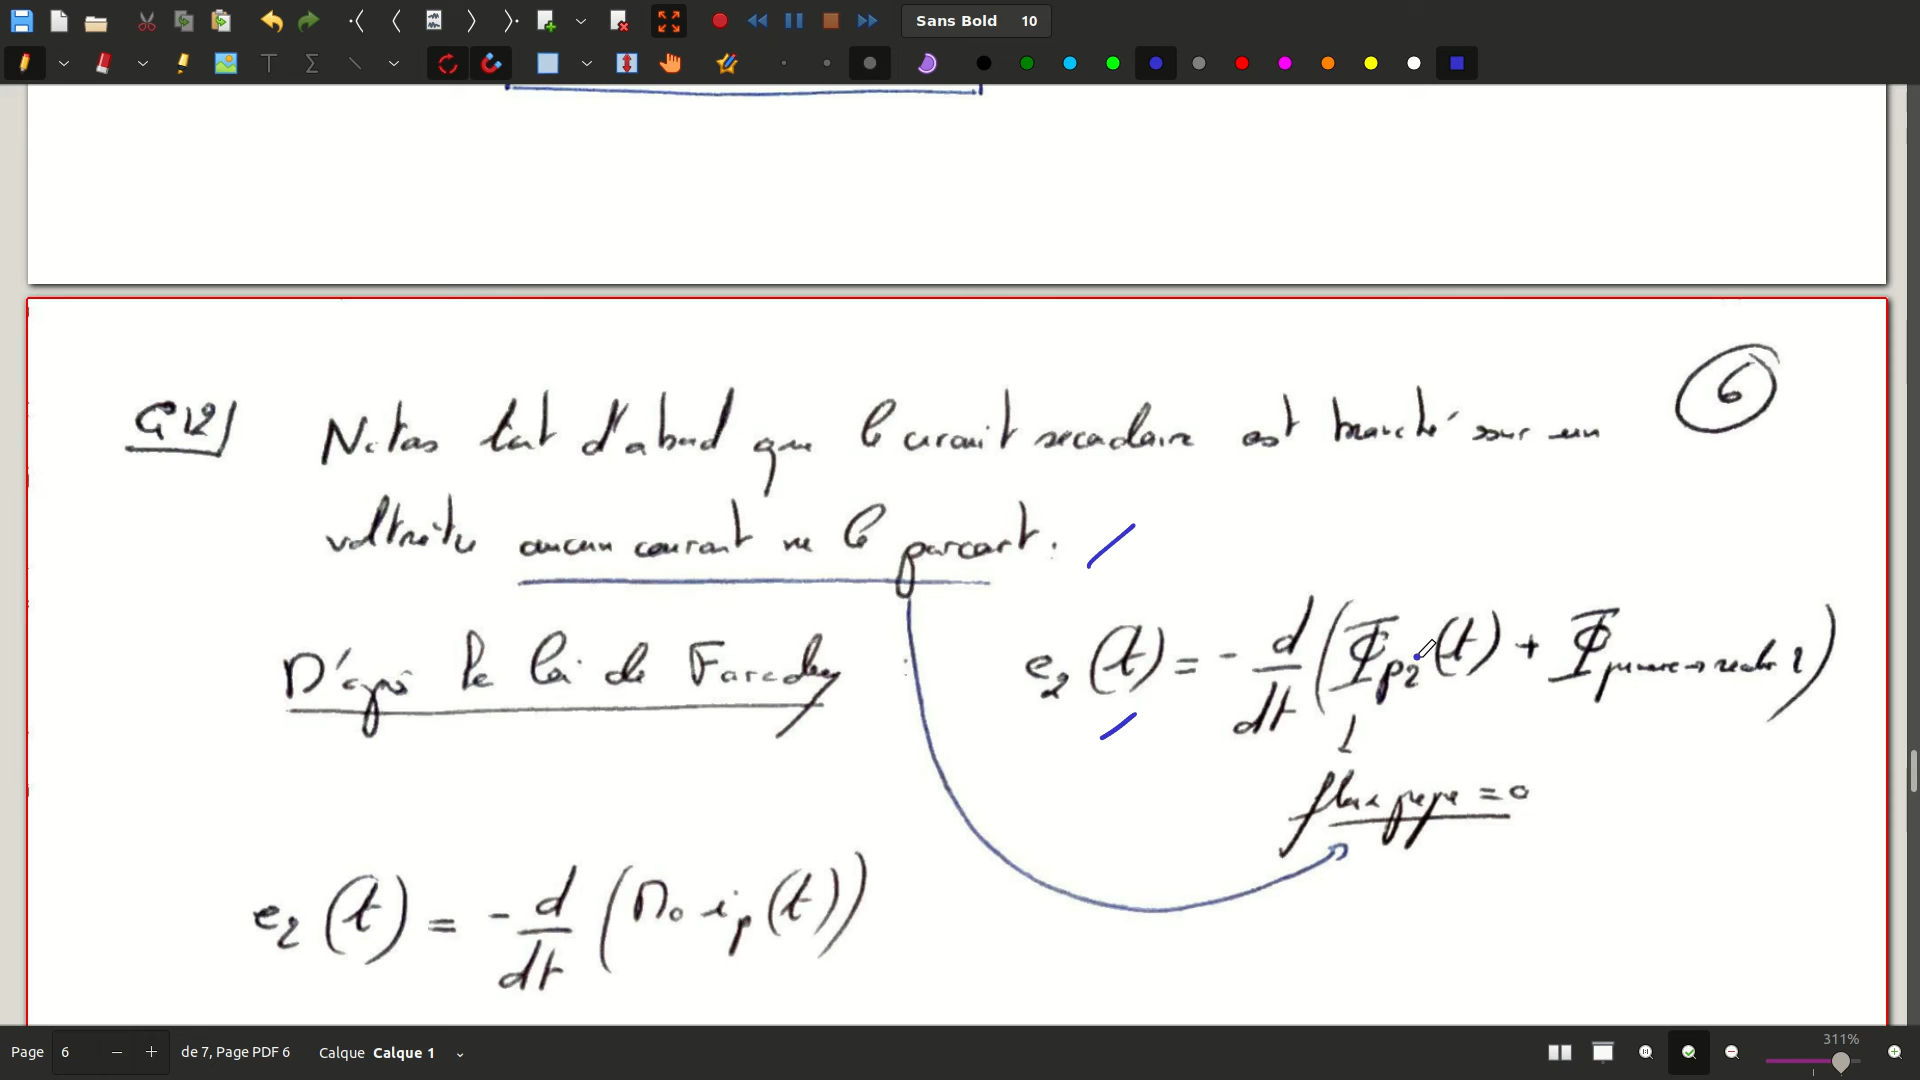 Sans Bold 10
6
Q12) Notons tout d'abord que le circuit secondaire est branché sur un
voltmètre aucun courant ne le parcourt.
D'après la loi de Faraday : e₂(t) = - d/dt (Φp₂(t) + Φprimaire→secondaire 2)
flux propre = 0
e₂(t) = - d/dt (M₀ ip(t))
Page 6 de 7, Page PDF 6 Calque Calque 1 311%